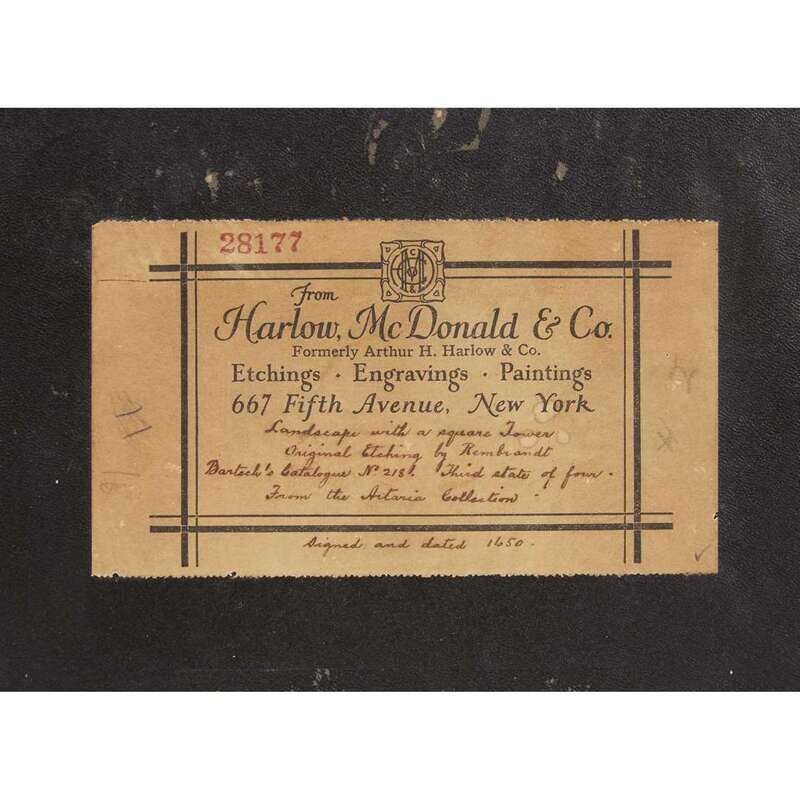 28177
From
Harlow, McDonald & Co.
Formerly Arthur H. Harlow & Co.
Etchings · Engravings · Paintings
667 Fifth Avenue, New York
Landscape with a square Tower
Original Etching by Rembrandt
Bartsch's Catalogue No 218. Third state of four.
From the Artaria Collection
Signed and dated 1650.